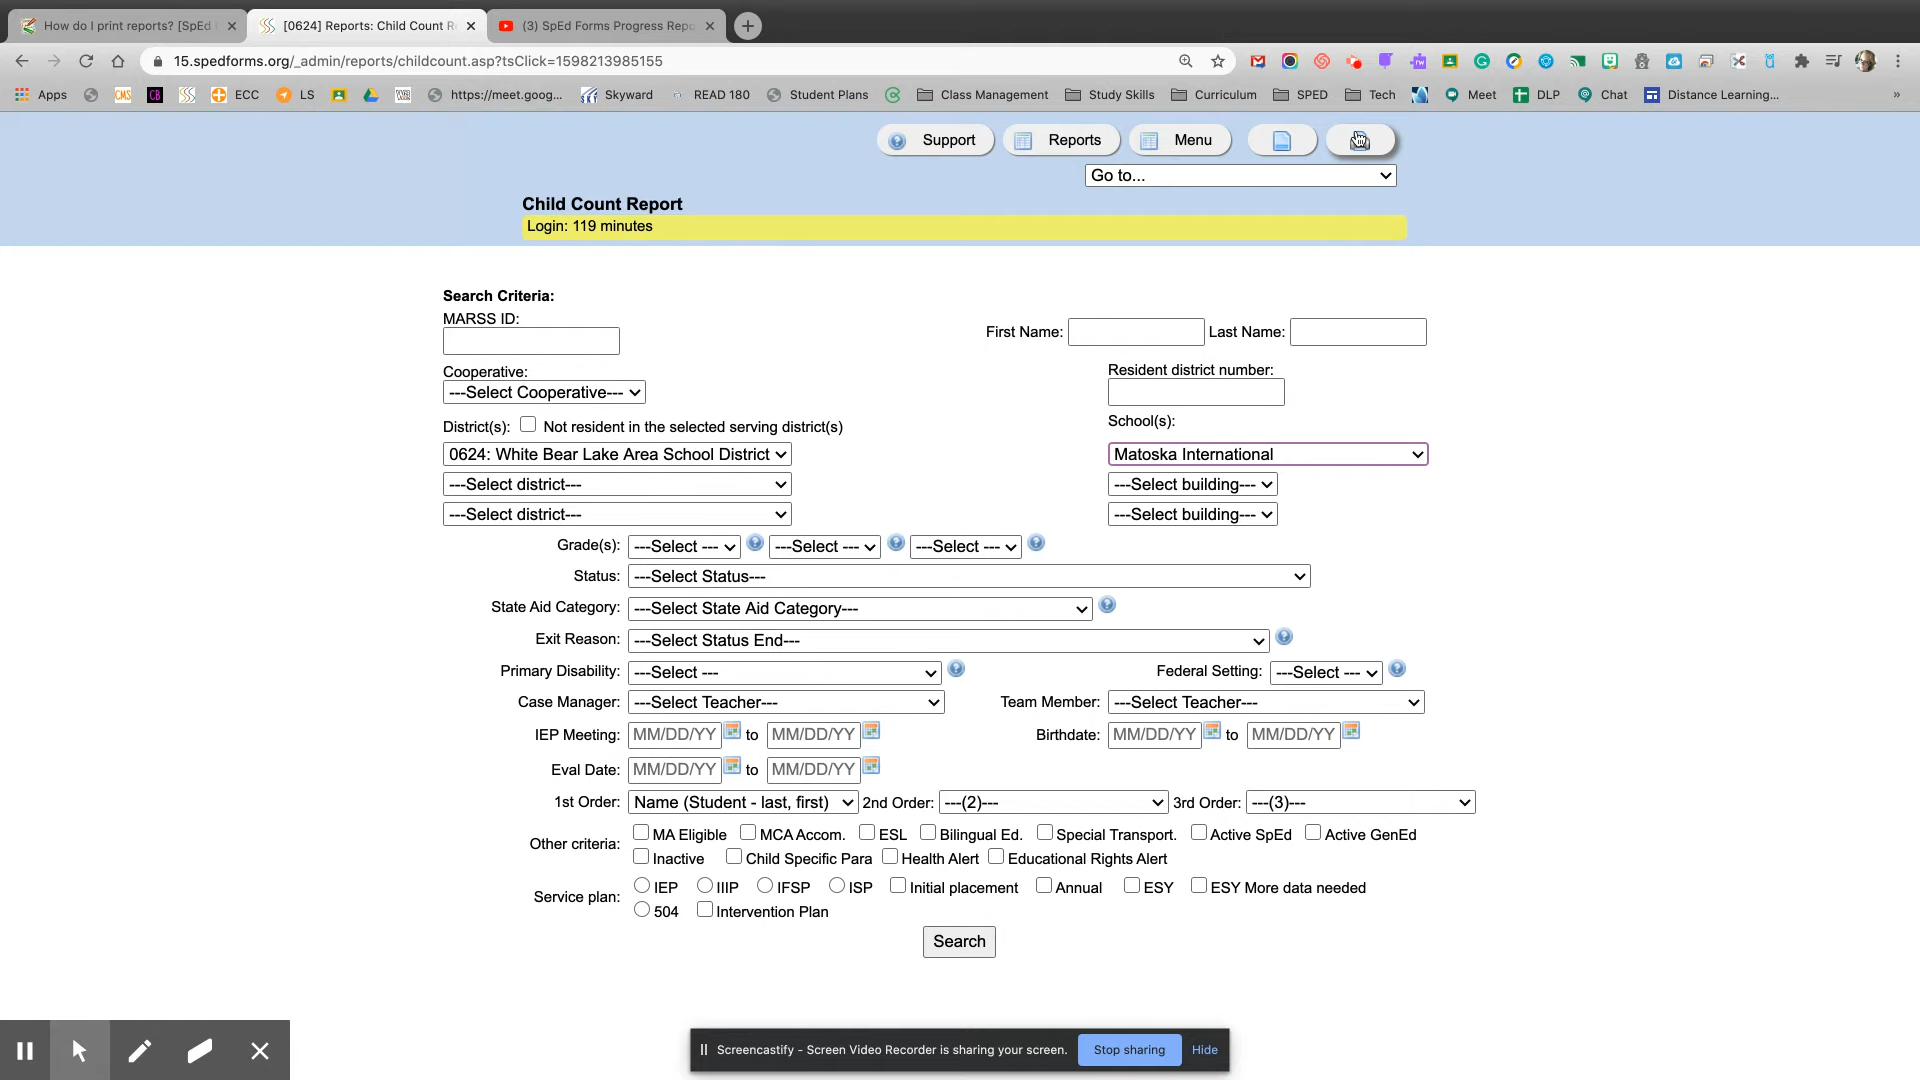 How do I print reports? [SpEd
[0624] Reports: Child Count R
(3) SpEd Forms Progress Repo
15.spedforms.org/_admin/reports/childcount.asp?tsClick=1598213985155
Apps
ECC
LS
https://meet.goog...
Skyward
READ 180
Student Plans
Class Management
Study Skills
Curriculum
SPED
Tech
Meet
DLP
Chat
Distance Learning...
»
Support
Reports
Menu
Go to...
Child Count Report
Login: 119 minutes
Search Criteria:
MARSS ID:
First Name:
Last Name:
Cooperative:
---Select Cooperative---
Resident district number:
District(s):
Not resident in the selected serving district(s)
School(s):
0624: White Bear Lake Area School District
Matoska International
---Select district---
---Select building---
---Select district---
---Select building---
Grade(s): ---Select --- ---Select --- ---Select ---
Status: ---Select Status---
State Aid Category: ---Select State Aid Category---
Exit Reason: ---Select Status End---
Primary Disability: ---Select --- Federal Setting: ---Select ---
Case Manager: ---Select Teacher--- Team Member: ---Select Teacher---
IEP Meeting: MM/DD/YY to MM/DD/YY Birthdate: MM/DD/YY to MM/DD/YY
Eval Date: MM/DD/YY to MM/DD/YY
1st Order: Name (Student - last, first) 2nd Order: ---(2)--- 3rd Order: ---(3)---
Other criteria: MA Eligible MCA Accom. ESL Bilingual Ed. Special Transport. Active SpEd Active GenEd
Inactive Child Specific Para Health Alert Educational Rights Alert
Service plan: IEP IIIP IFSP ISP Initial placement Annual ESY ESY More data needed
504 Intervention Plan
Search
Screencastify - Screen Video Recorder is sharing your screen. Stop sharing Hide